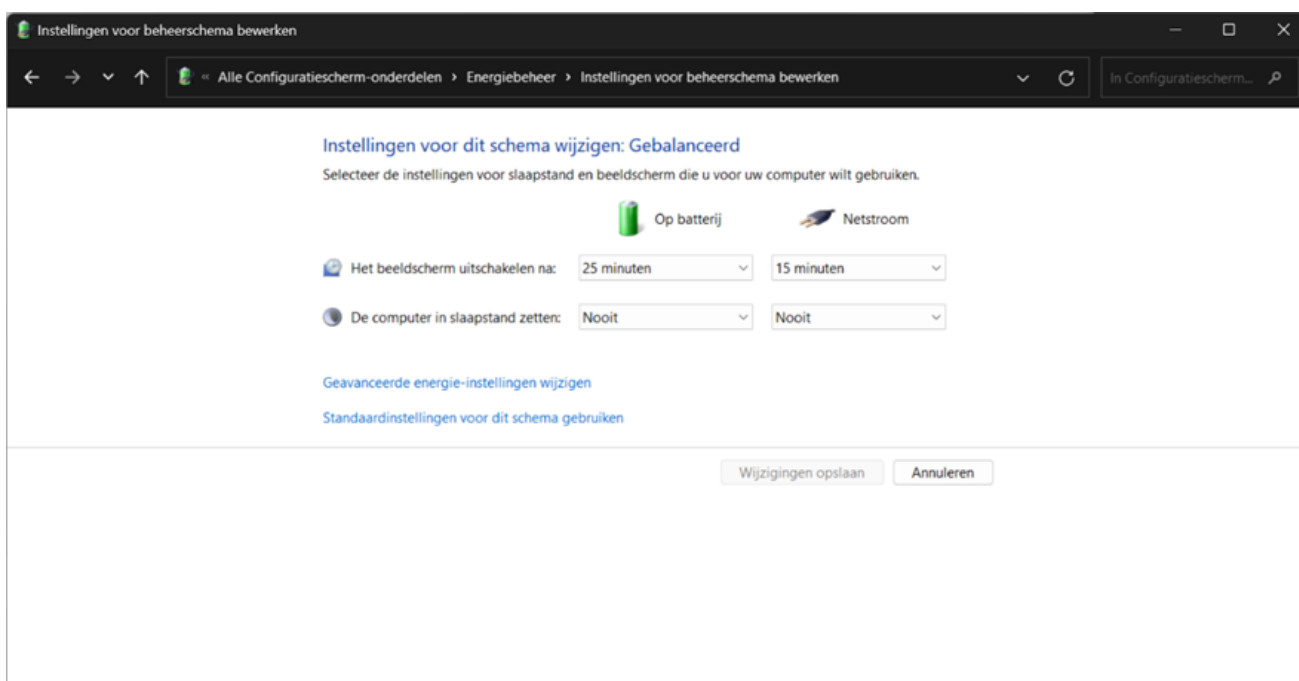 Instellingen voor beheerschema bewerken
« Alle Configuratiescherm-onderdelen > Energiebeheer > Instellingen voor beheerschema bewerken
In Configuratiescherm...
Instellingen voor dit schema wijzigen: Gebalanceerd
Selecteer de instellingen voor slaapstand en beeldscherm die u voor uw computer wilt gebruiken.
Op batterij Netstroom
Het beeldscherm uitschakelen na: 25 minuten 15 minuten
De computer in slaapstand zetten: Nooit Nooit
Geavanceerde energie-instellingen wijzigen
Standaardinstellingen voor dit schema gebruiken
Wijzigingen opslaan Annuleren